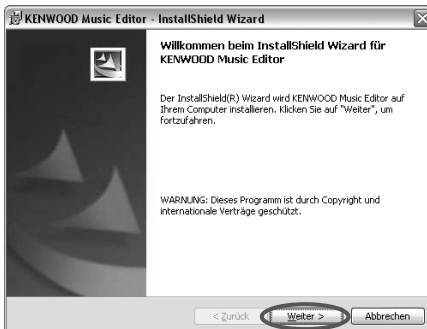 KENWOOD Music Editor - InstallShield Wizard
Willkommen beim InstallShield Wizard für
KENWOOD Music Editor
Der InstallShield(R) Wizard wird KENWOOD Music Editor auf
Ihrem Computer installieren. Klicken Sie auf "Weiter", um
fortzufahren.
WARNUNG: Dieses Programm ist durch Copyright und
internationale Verträge geschützt.
< Zurück Weiter > Abbrechen